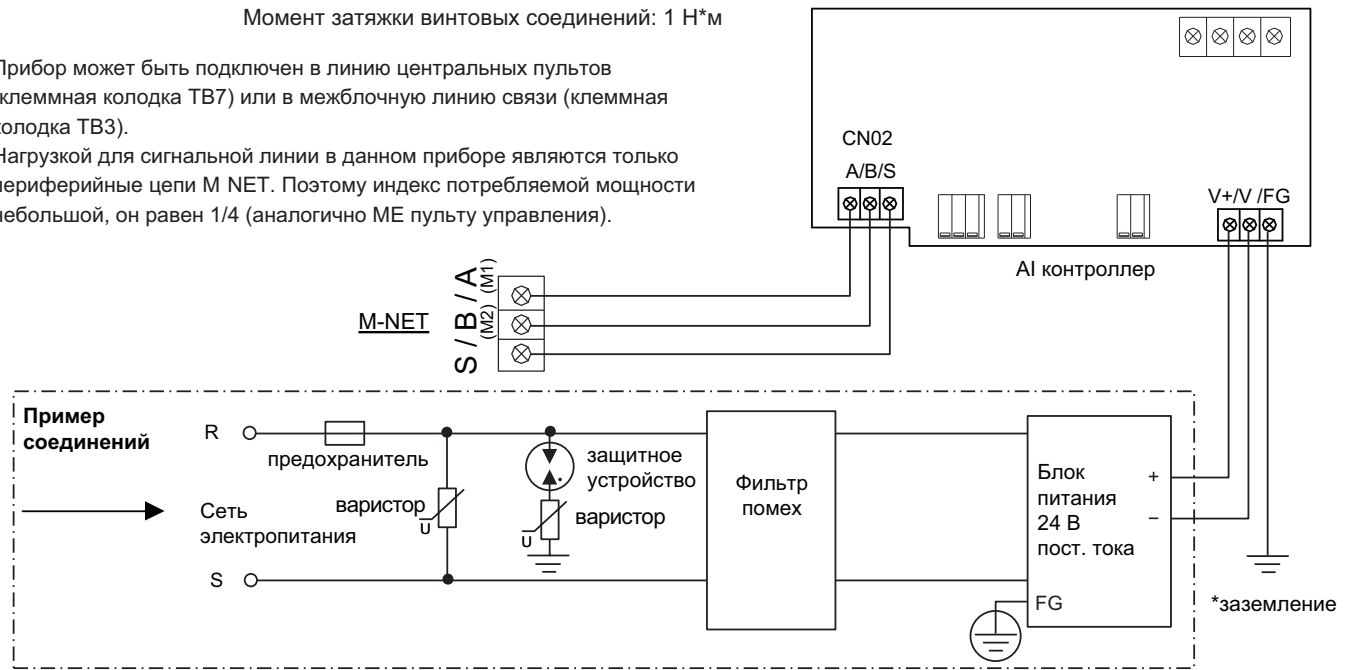 Момент затяжки винтовых соединений: 1 Н*м
Прибор может быть подключен в линию центральных пультов
клеммная колодка ТВ7) или в межблочную линию связи (клеммная
колодка ТВ3).
Нагрузкой для сигнальной линии в данном приборе являются только
периферийные цепи M NET. Поэтому индекс потребляемой мощности
небольшой, он равен 1/4 (аналогично МЕ пульту управления).
CN02
A/B/S
V+/V /FG
AI контроллер
M-NET
S / B / A
(M2) (M1)
Пример
соединений
R
предохранитель
варистор
U
защитное
устройство
варистор
U
Сеть
электропитания
S
Фильтр
помех
Блок
питания
24 В
пост. тока
+
−
FG
*заземление